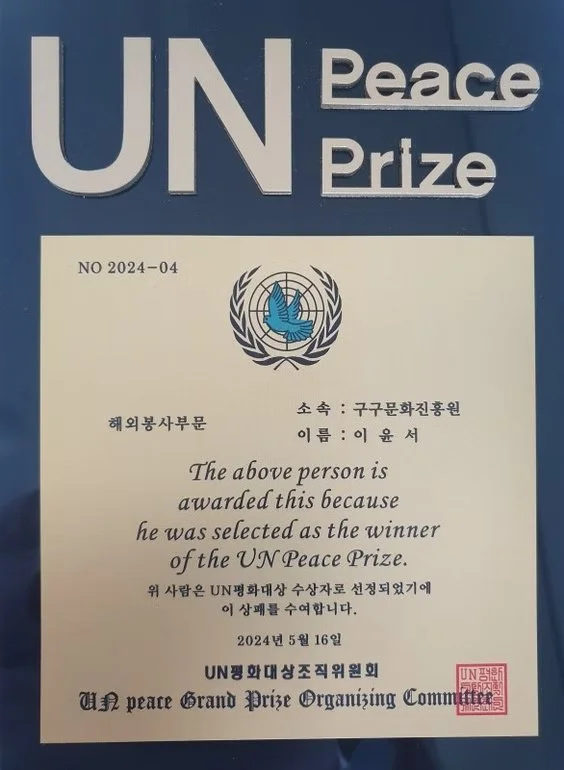 UN Peace
Prize
NO 2024-04
해외봉사부문
소속 : 구구문화진흥원
이름 : 이 윤 서
The above person is
awarded this because
he was selected as the winner
of the UN Peace Prize.
위 사람은 UN평화대상 수상자로 선정되었기에
이 상패를 수여합니다.
2024년 5월 16일
UN평화대상조직위원회
UN peace Grand Prize Organizing Committee